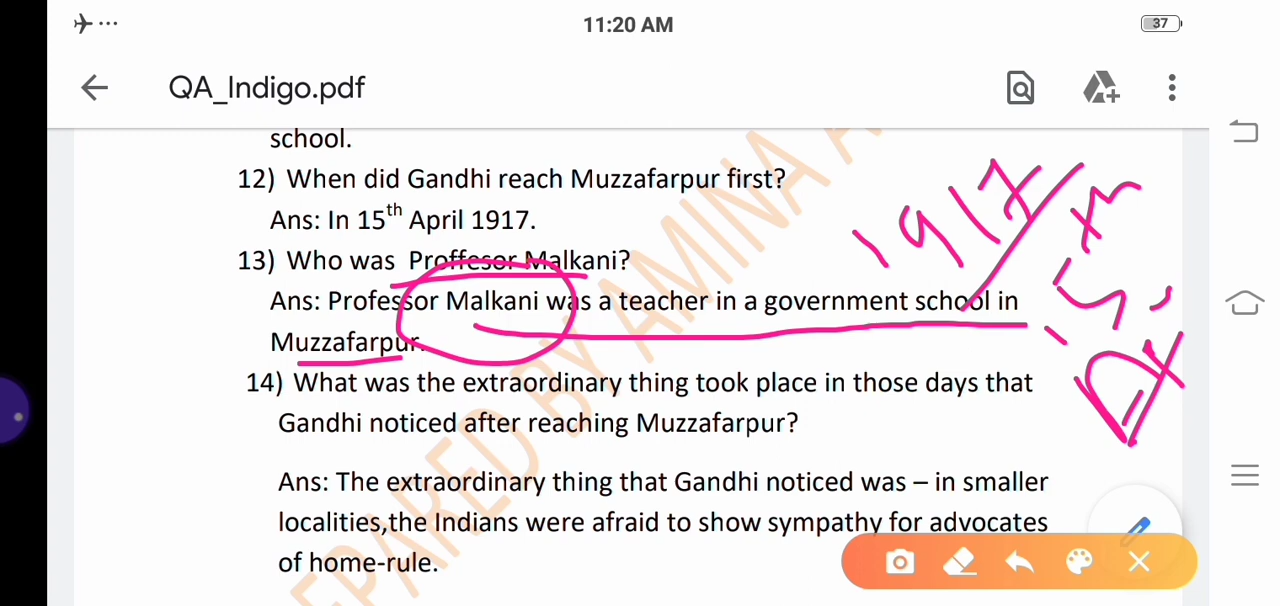 11:20 AM
37
QA_Indigo.pdf
school.
12) When did Gandhi reach Muzzafarpur first?
Ans: In 15th April 1917.
13) Who was Proffesor Malkani?
Ans: Professor Malkani was a teacher in a government school in
Muzzafarpur.
14) What was the extraordinary thing took place in those days that
Gandhi noticed after reaching Muzzafarpur?
Ans: The extraordinary thing that Gandhi noticed was – in smaller
localities,the Indians were afraid to show sympathy for advocates
of home-rule.
EPARED BY AMINA A
1917